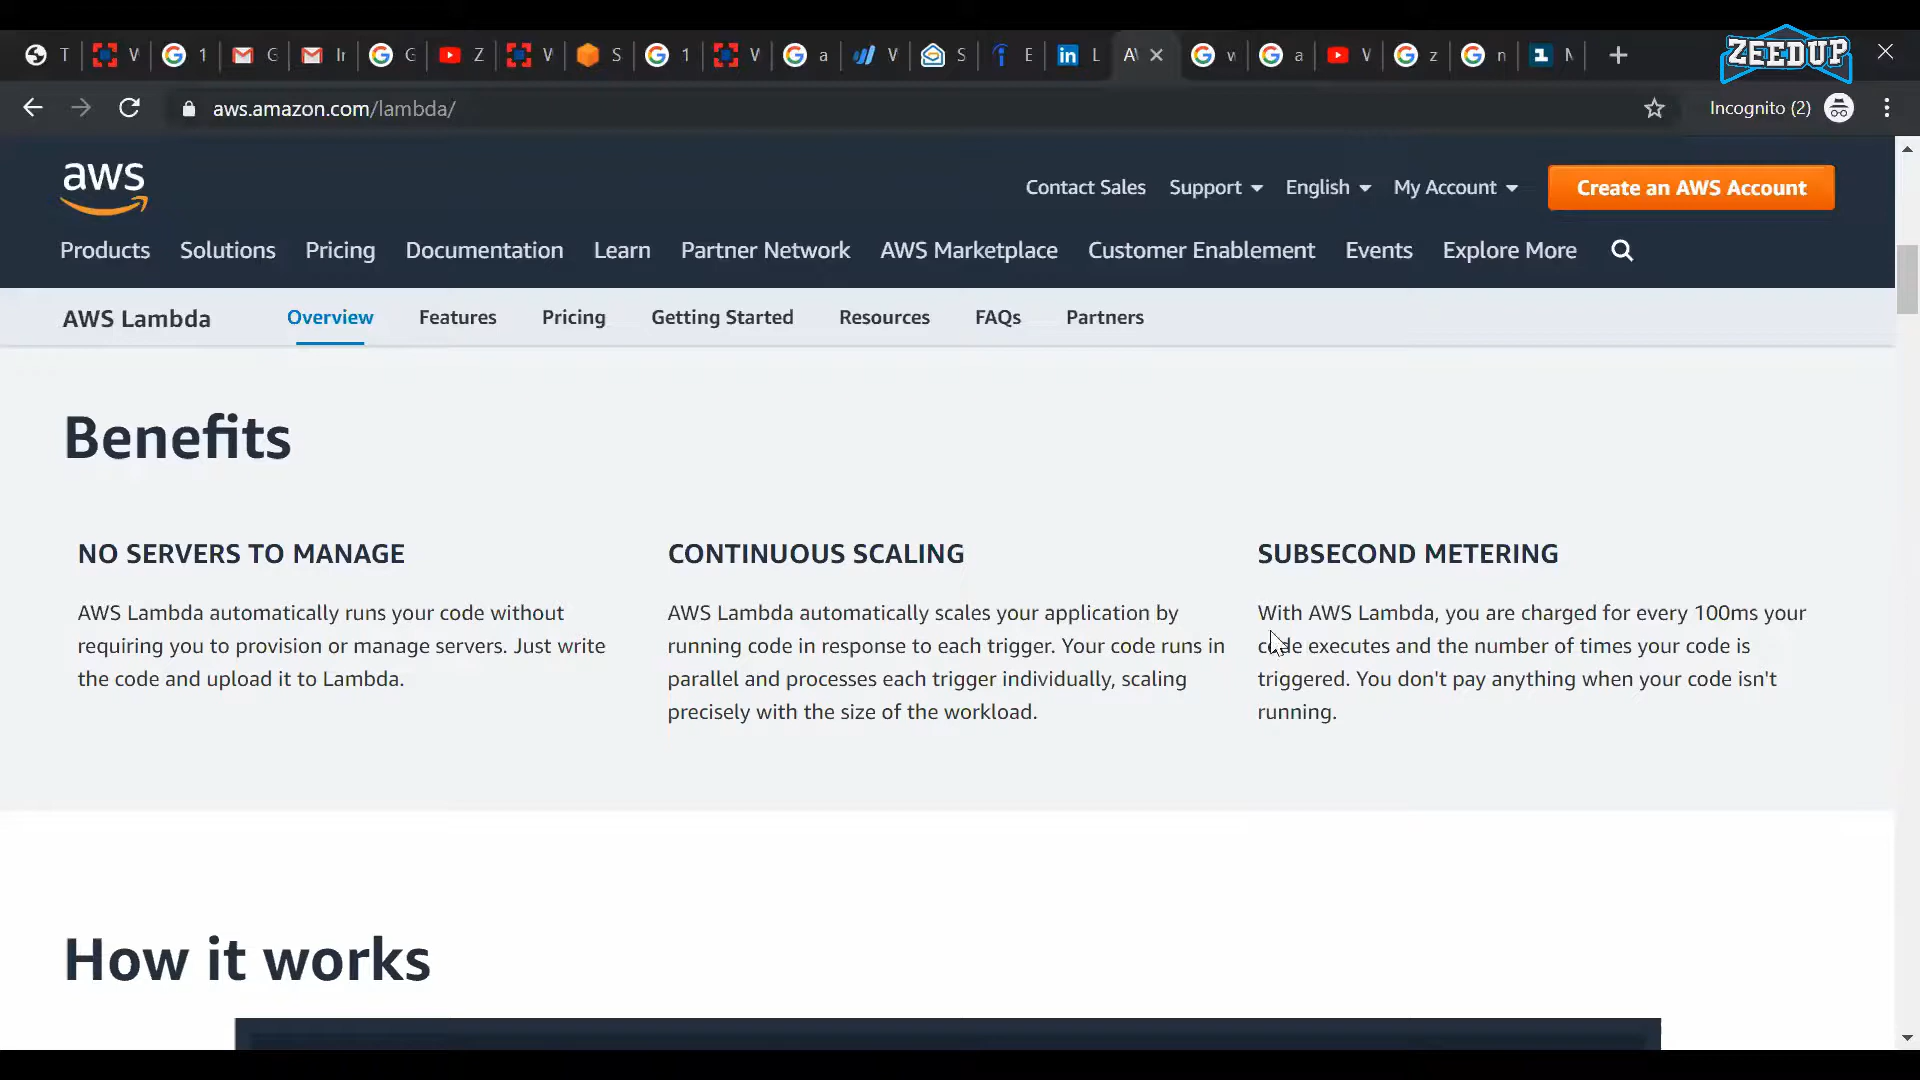 T V 1 G Ir G Z V S 1 V a V S E L A w a V z n M
ZEEDUP
aws.amazon.com/lambda/
Incognito (2)
aws
Contact Sales Support English My Account Create an AWS Account
Products Solutions Pricing Documentation Learn Partner Network AWS Marketplace Customer Enablement Events Explore More
AWS Lambda Overview Features Pricing Getting Started Resources FAQs Partners
Benefits
NO SERVERS TO MANAGE
AWS Lambda automatically runs your code without
requiring you to provision or manage servers. Just write
the code and upload it to Lambda.
CONTINUOUS SCALING
AWS Lambda automatically scales your application by
running code in response to each trigger. Your code runs in
parallel and processes each trigger individually, scaling
precisely with the size of the workload.
SUBSECOND METERING
With AWS Lambda, you are charged for every 100ms your
code executes and the number of times your code is
triggered. You don't pay anything when your code isn't
running.
How it works